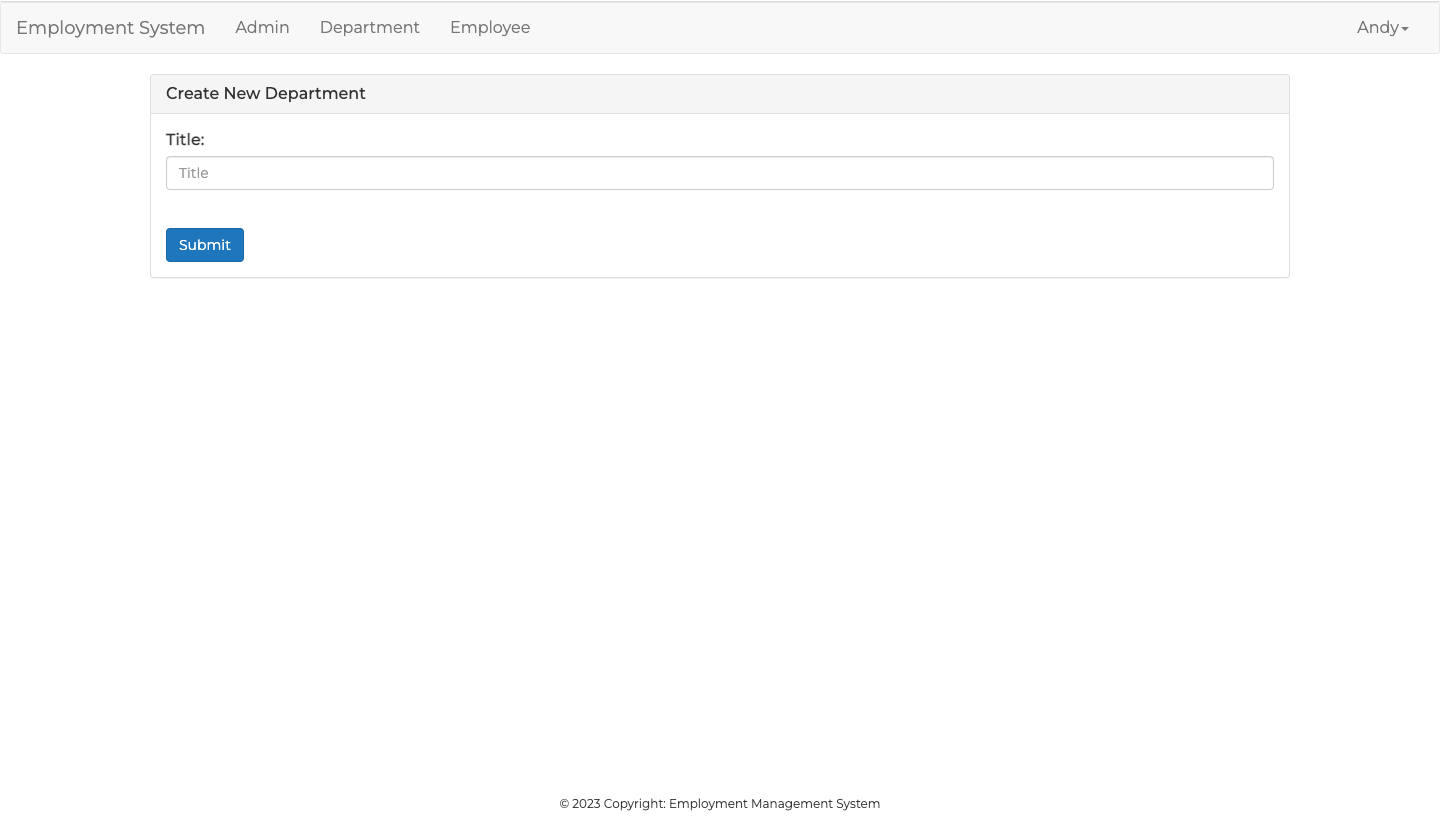 Employment System Admin Department Employee Andy
Create New Department
Title:
Title
Submit
© 2023 Copyright: Employment Management System